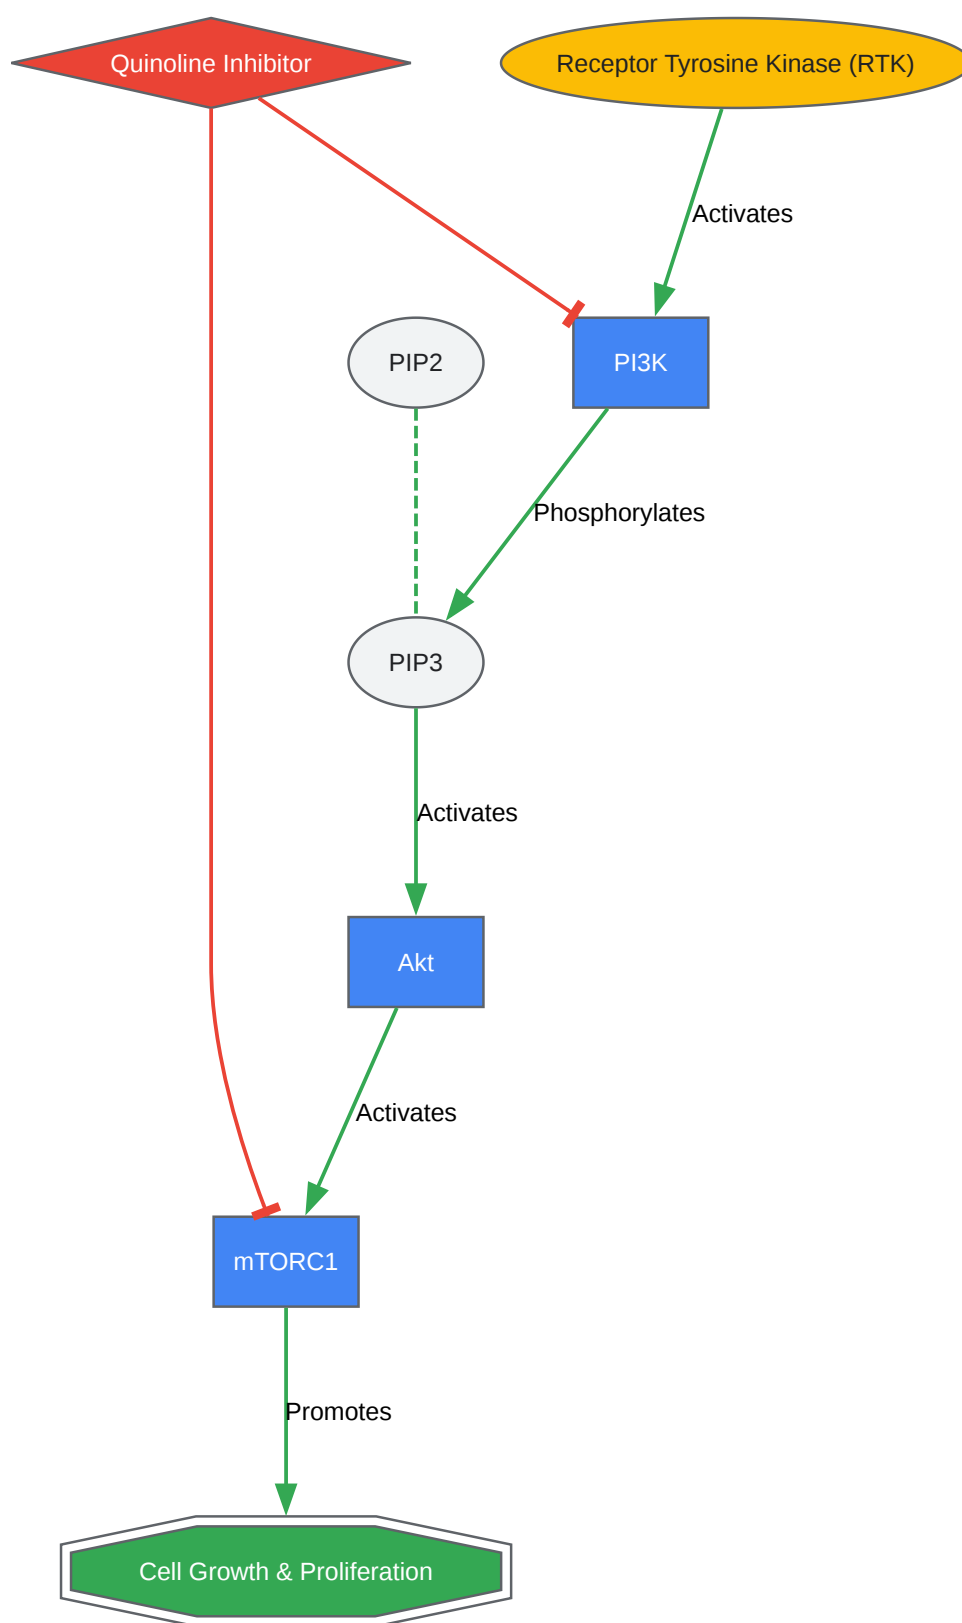 Quinoline Inhibitor
Receptor Tyrosine Kinase (RTK)
Activates
PIP2
PI3K
Phosphorylates
PIP3
Activates
Akt
Activates
mTORC1
Promotes
Cell Growth & Proliferation